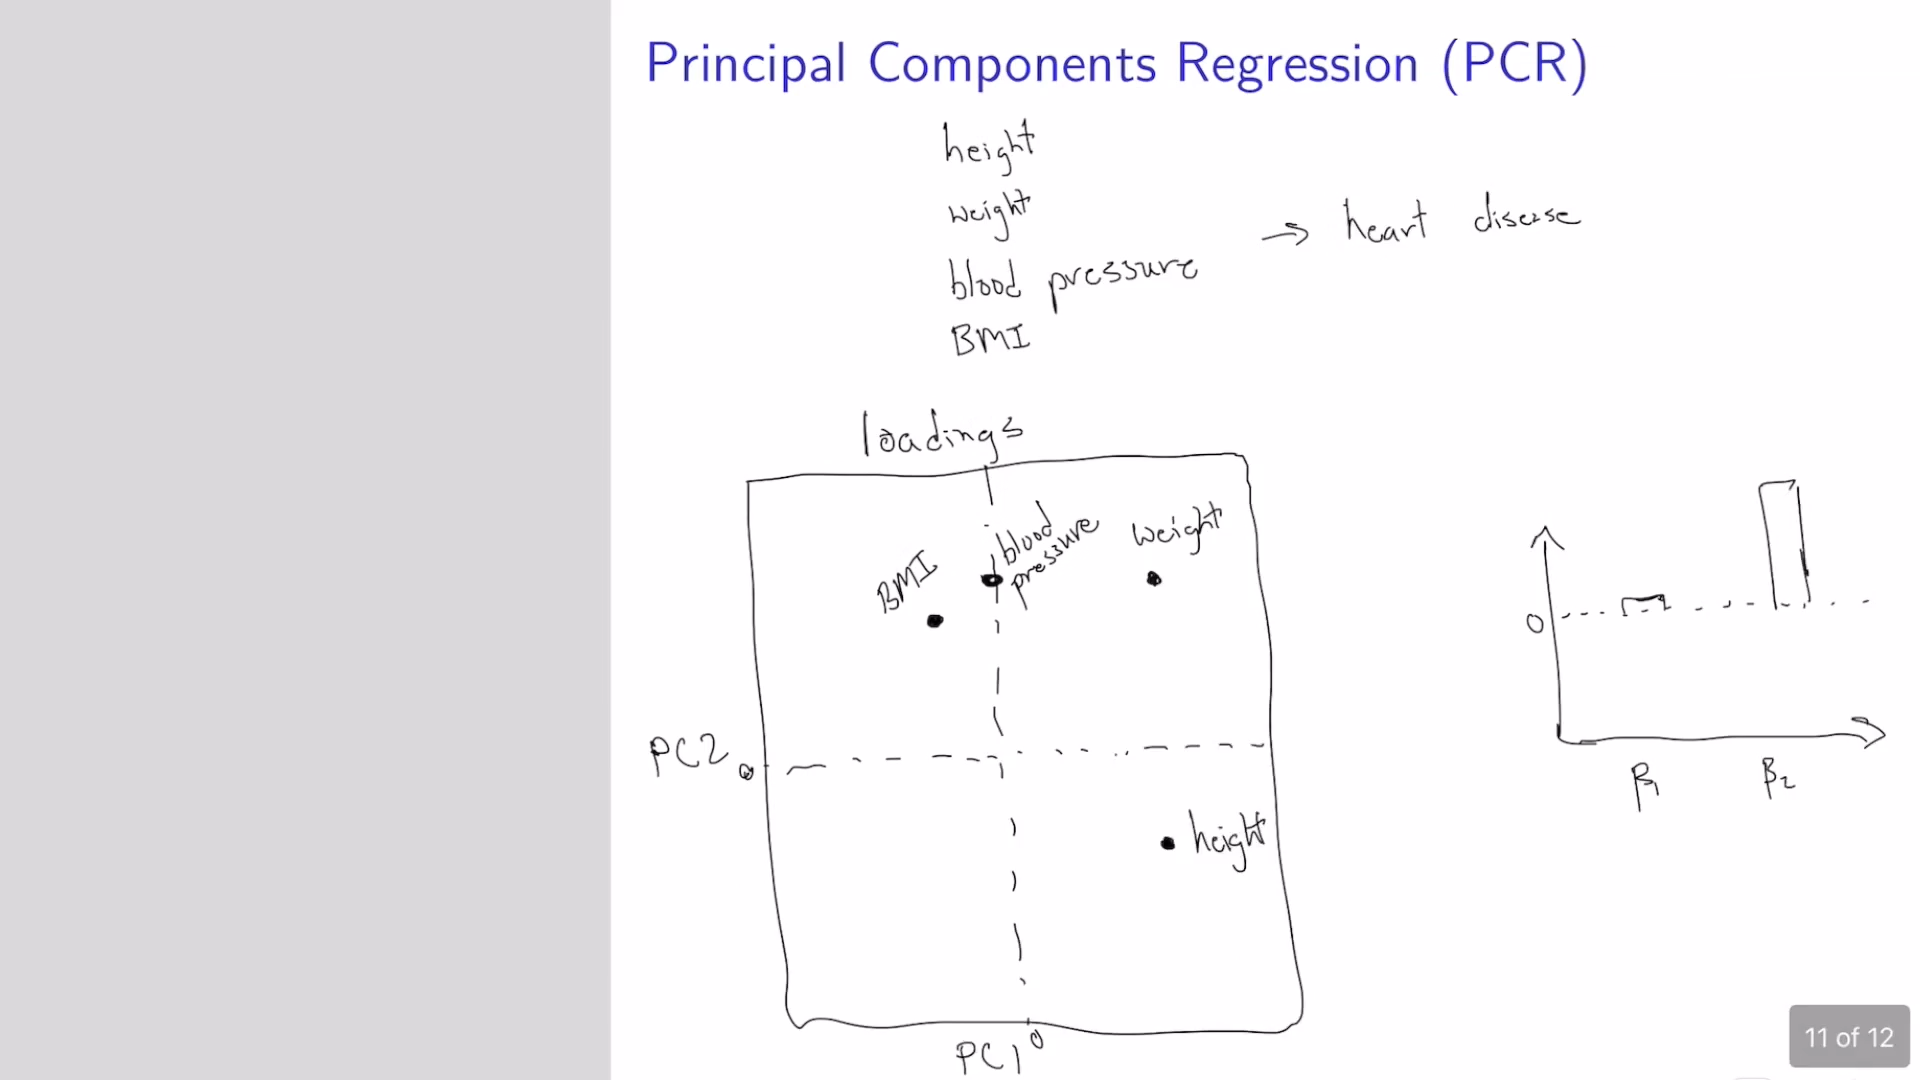 Principal Components Regression (PCR)
height
weight
blood pressure
BMI
→ heart disease
loadings
BMI
blood
pressure
weight
PC2
0
height
PC1
0
0
β1
β2
11 of 12